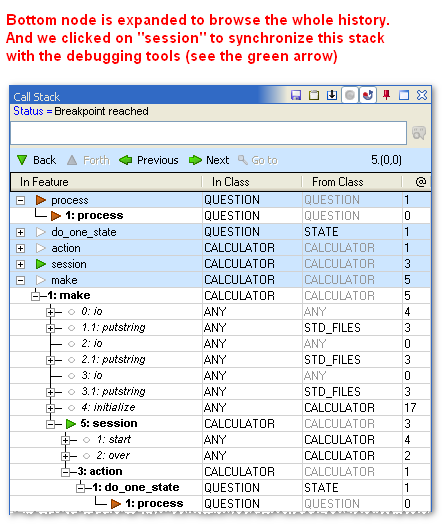 Bottom node is expanded to browse the whole history.
And we clicked on "session" to synchronize this stack
with the debugging tools (see the green arrow)
Call Stack
Status = Breakpoint reached
Back Forth Previous Next Go to 5.(0,0)
In Feature In Class From Class @
process QUESTION QUESTION 1
1: process QUESTION QUESTION 0
do_one_state QUESTION STATE 1
action CALCULATOR CALCULATOR 1
session CALCULATOR CALCULATOR 3
make CALCULATOR CALCULATOR 5
1: make CALCULATOR CALCULATOR 5
0: io ANY ANY 4
1.1: putstring ANY STD_FILES 3
2: io ANY ANY 0
2.1: putstring ANY STD_FILES 3
3: io ANY ANY 0
3.1: putstring ANY STD_FILES 3
4: initialize ANY CALCULATOR 17
5: session CALCULATOR CALCULATOR 3
1: start ANY CALCULATOR 4
2: over ANY CALCULATOR 2
3: action CALCULATOR CALCULATOR 1
1: do_one_state QUESTION STATE 1
1: process QUESTION QUESTION 0